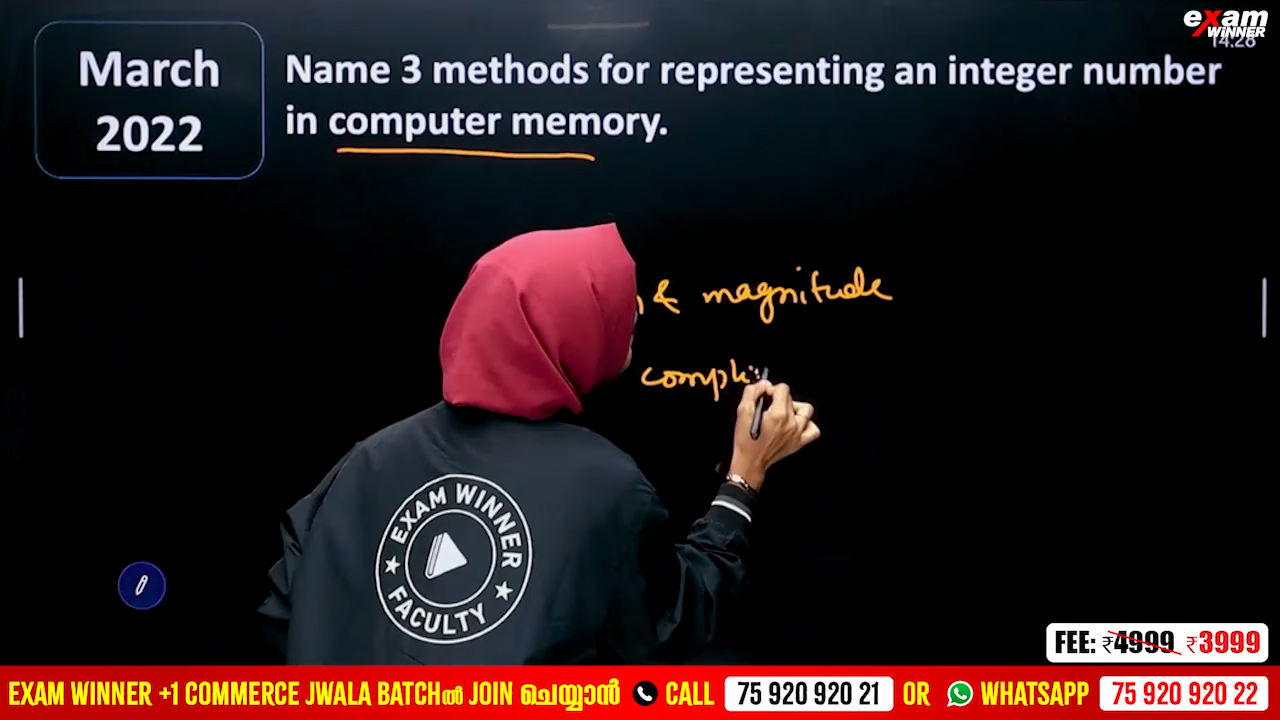 exam
WINNER
14:28
March
2022
Name 3 methods for representing an integer number
in computer memory.
& magnitude
EXAM WINNER
FACULTY
FEE: ₹4999 ₹3999
EXAM WINNER +1 COMMERCE JWALA BATCHൽ JOIN ചെയ്യാൻ CALL 75 920 920 21 OR WHATSAPP 75 920 920 22